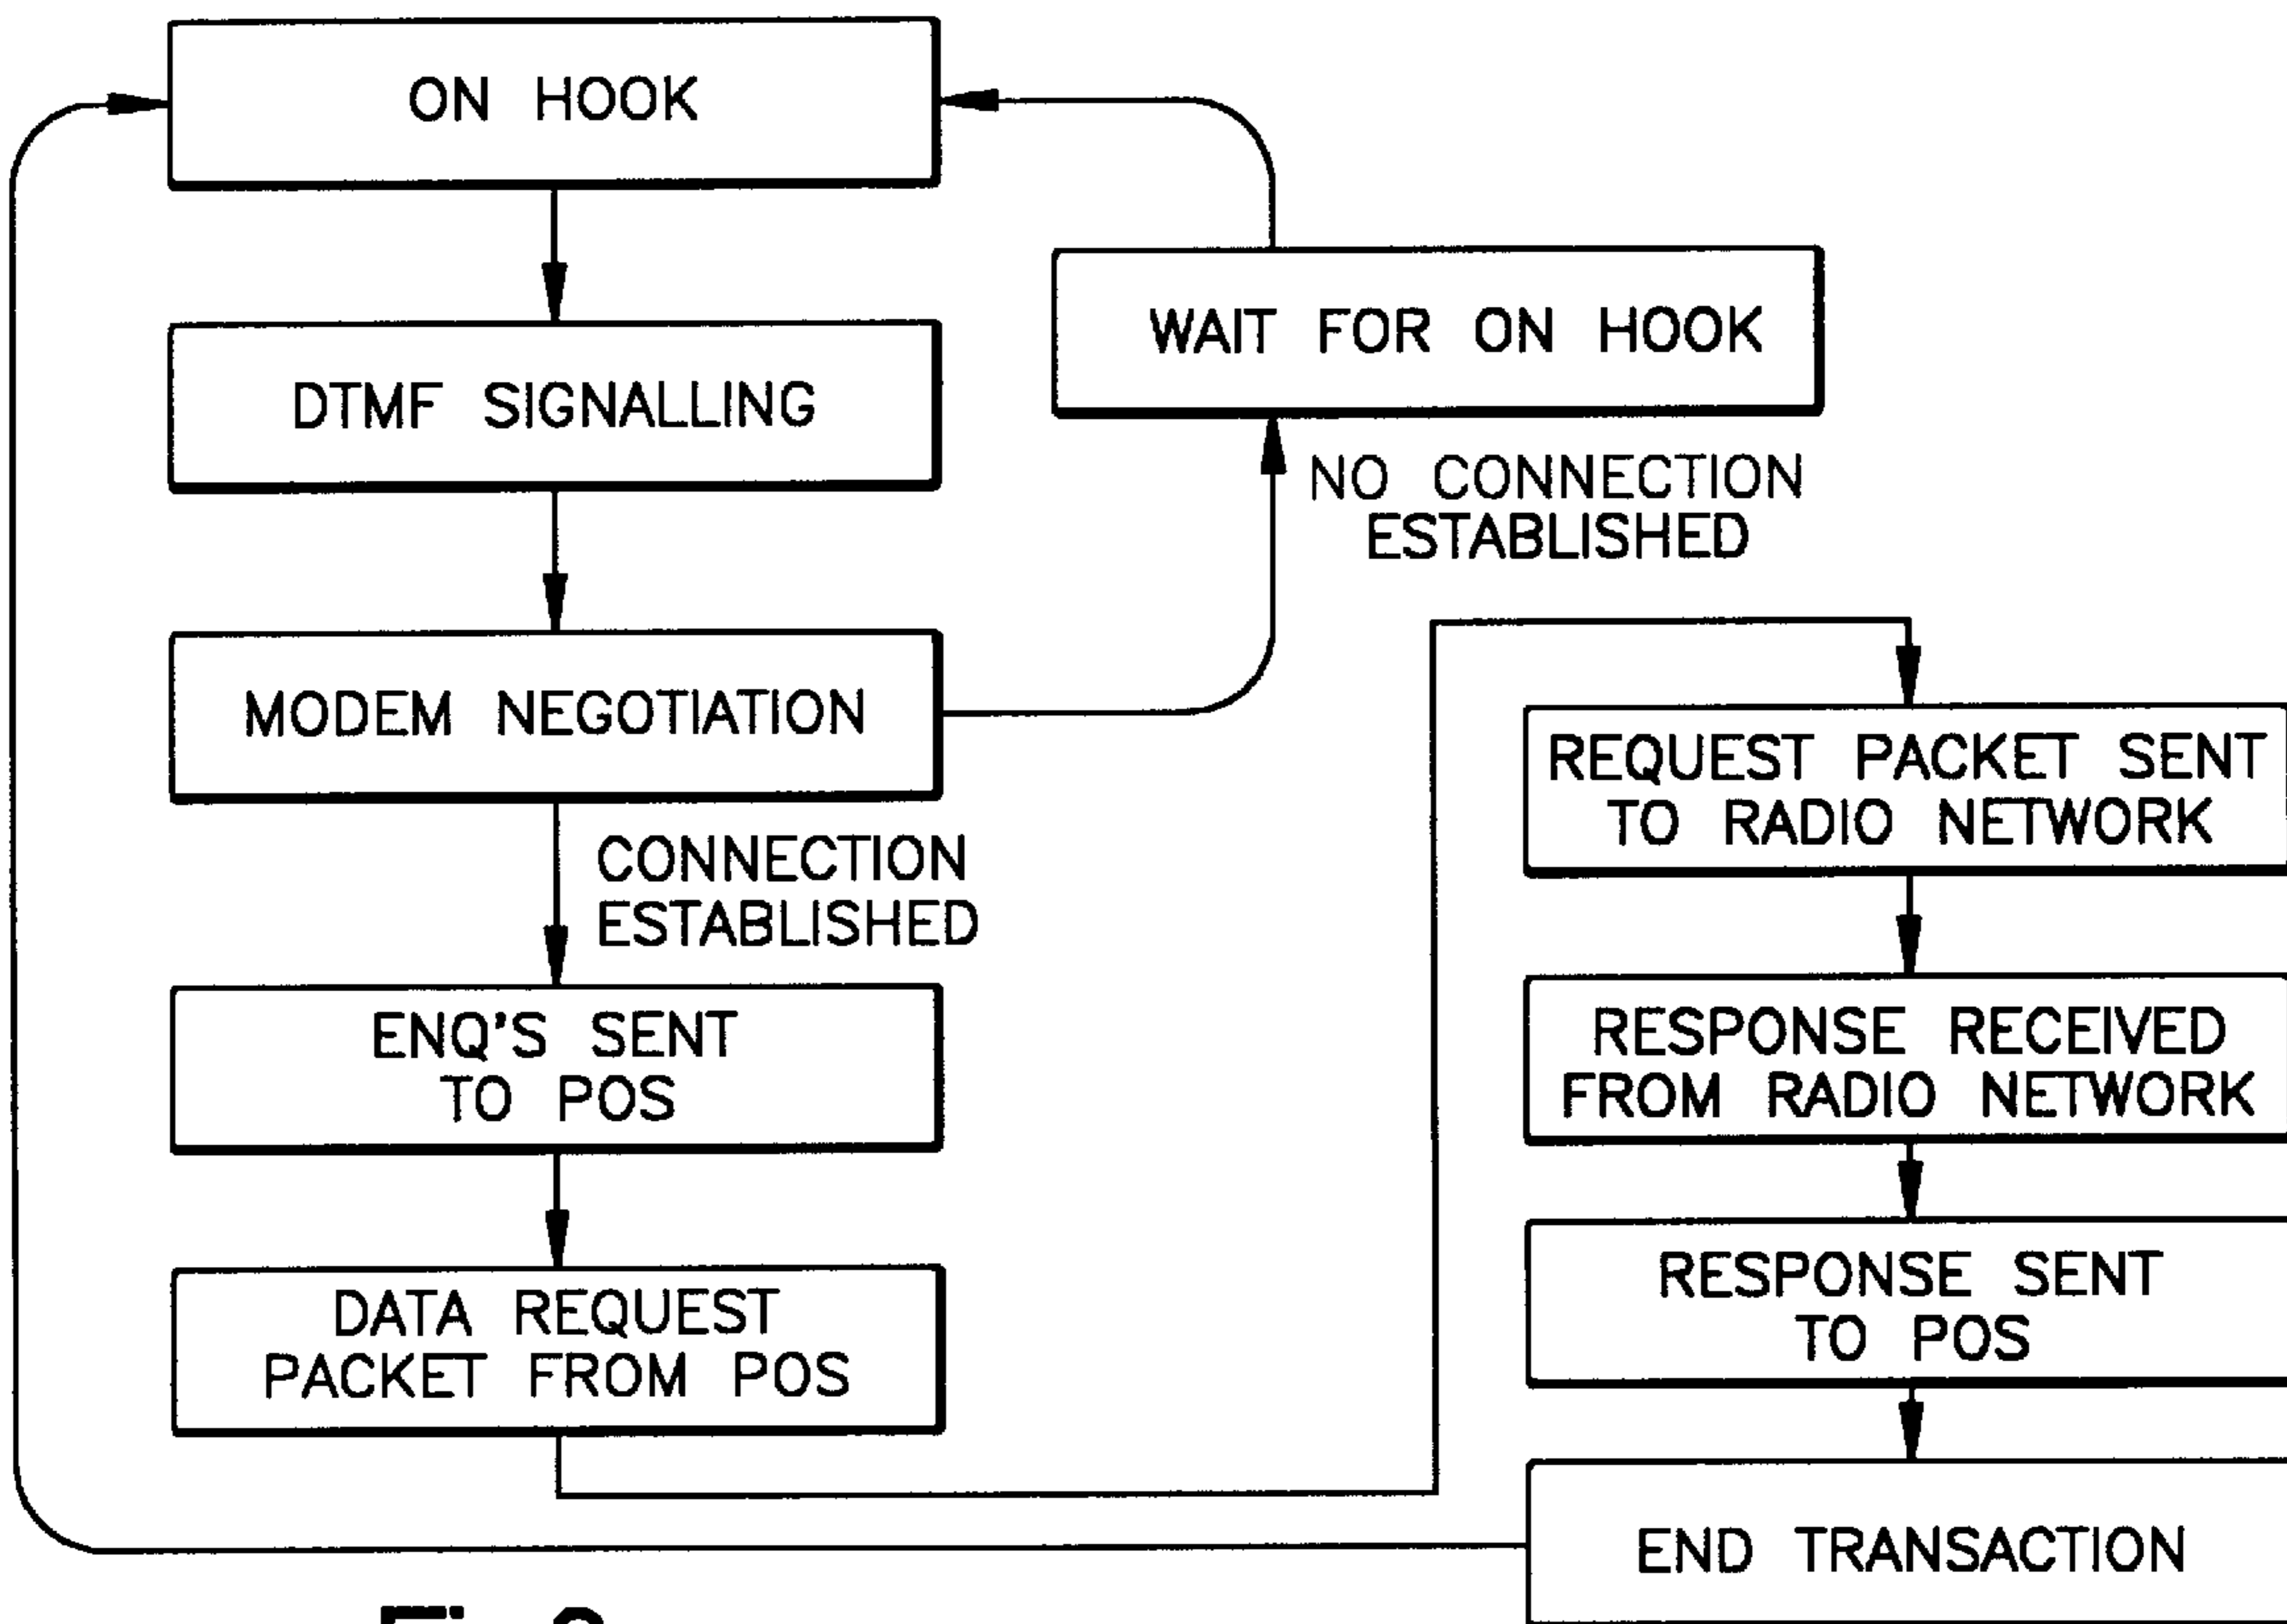 ON HOOK
DTMF SIGNALLING
WAIT FOR ON HOOK
NO CONNECTION
ESTABLISHED
MODEM NEGOTIATION
CONNECTION
ESTABLISHED
ENQ'S SENT
TO POS
DATA REQUEST
PACKET FROM POS
REQUEST PACKET SENT
TO RADIO NETWORK
RESPONSE RECEIVED
FROM RADIO NETWORK
RESPONSE SENT
TO POS
END TRANSACTION